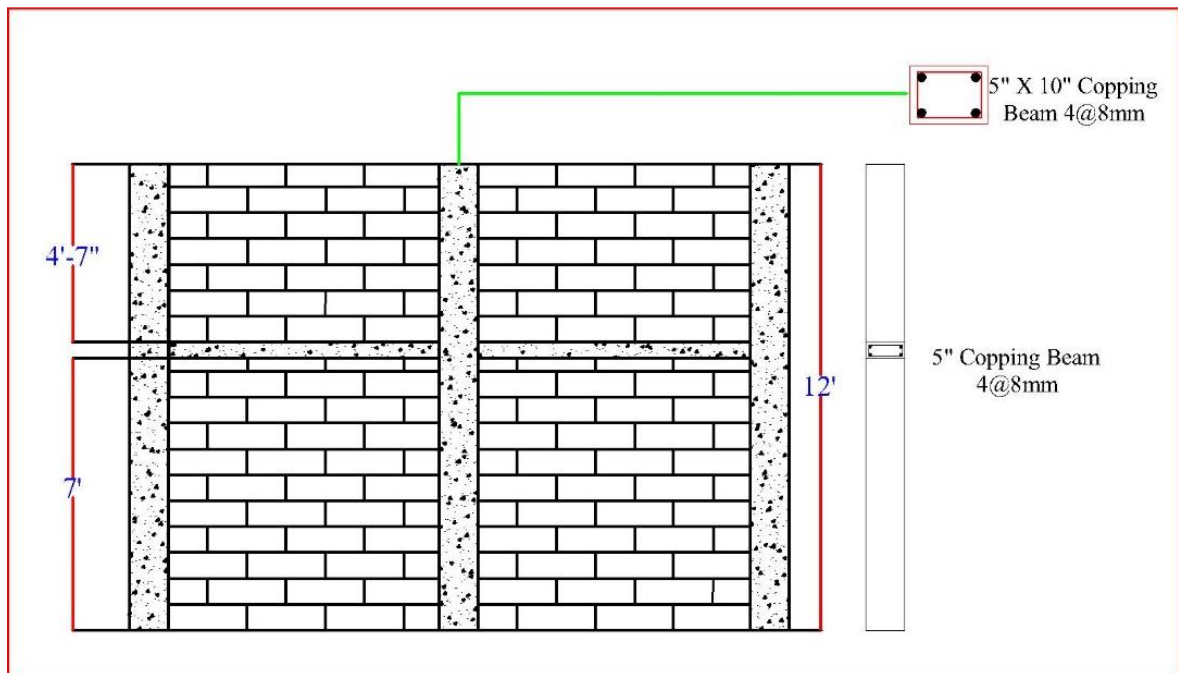 5" X 10" Copping
Beam 4@8mm
4'-7"
5" Copping Beam
4@8mm
12'
7'